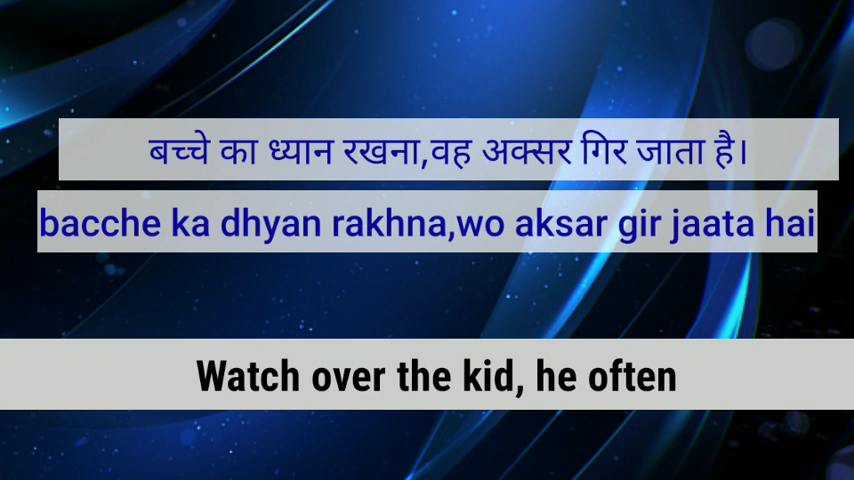 बच्चे का ध्यान रखना,वह अक्सर गिर जाता है।
bacche ka dhyan rakhna,wo aksar gir jaata hai
Watch over the kid, he often